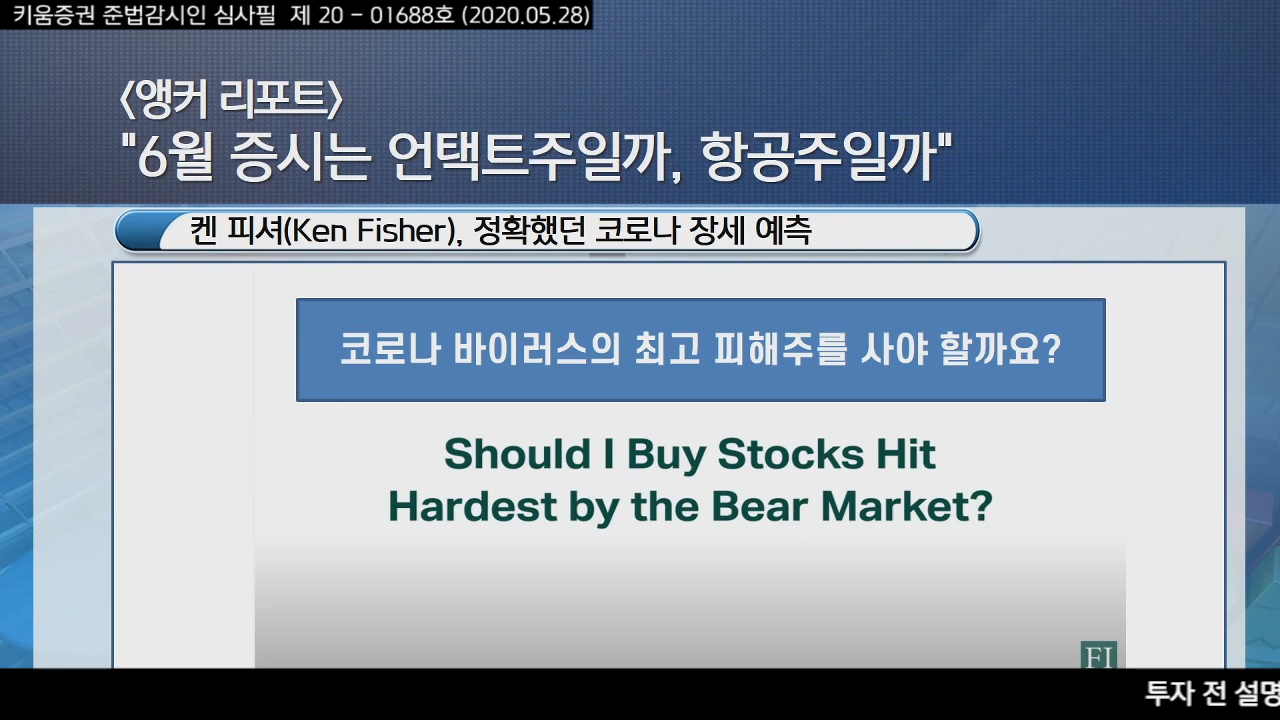 키움증권 준법감시인 심사필 제 20 - 01688호 (2020.05.28)
<앵커 리포트>
"6월 증시는 언택트주일까, 항공주일까"
켄 피셔(Ken Fisher), 정확했던 코로나 장세 예측
코로나 바이러스의 최고 피해주를 사야 할까요?
Should I Buy Stocks Hit
Hardest by the Bear Market?
FI
투자 전 설명